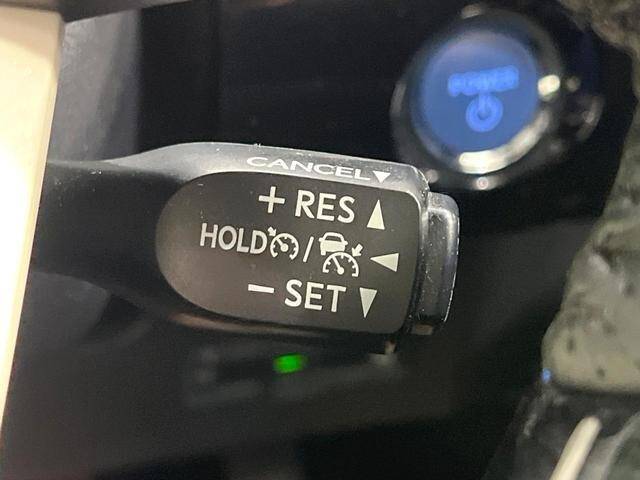 POWER
CANCEL▼
+ RES ▲
HOLD / ◀
− SET ▼